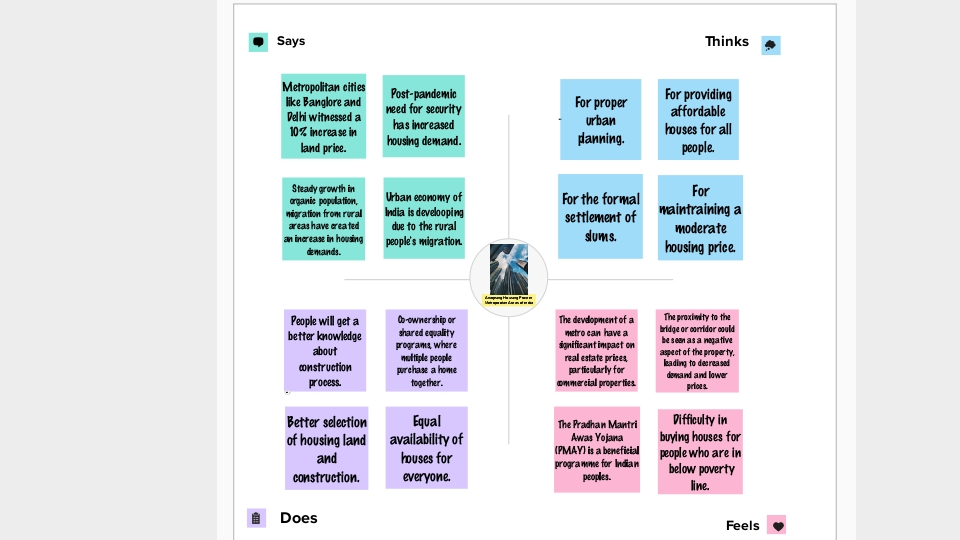 Says
Metropolitan cities
like Banglore and
Delhi witnessed a
10% increase in
land price.
Post-pandemic
need for security
has increased
housing demand.
Steady growth in
organic population,
migration from rural
areas have created
an increase in housing
demands.
Urban economy of
India is develooping
due to the rural
people's migration.
Thinks
For proper
urban
planning.
For providing
affordable
houses for all
people.
For the formal
settlement of
slums.
For
maintraining a
moderate
housing price.
People will get a
better knowledge
about
construction
process.
Co-ownership or
shared equality
programs, where
multiple people
purchase a home
together.
Better selection
of housing land
and
construction.
Equal
availability of
houses for
everyone.
Does
The development of a
metro can have a
significant impact on
real estate prices,
particularly for
commercial properties.
The proximity to the
bridge or corridor could
be seen as a negative
aspect of the property,
leading to decreased
demand and lower
prices.
The Pradhan Mantri
Awas Yojana
(PMAY) is a beneficial
programme for Indian
peoples.
Difficulty in
buying houses for
people who are in
below poverty
line.
Feels